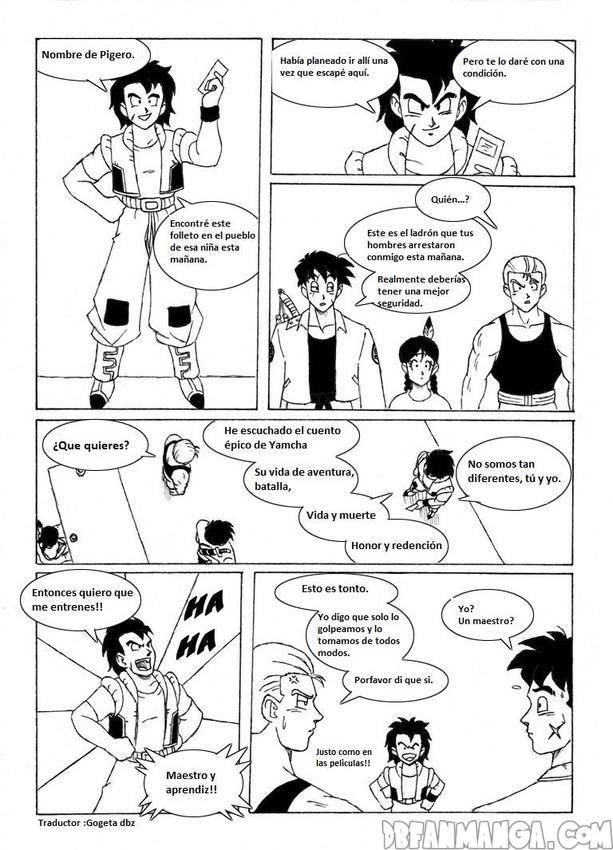 Nombre de Pigero.
Encontré este
folleto en el pueblo
de esa niña esta
mañana.
Había planeado ir allí una
vez que escapé aquí.
Pero te lo daré con una
condición.
Quién...?
Este es el ladrón que tus
hombres arrestaron
conmigo esta mañana.
Realmente deberías
tener una mejor
seguridad.
¿Que quieres?
He escuchado el cuento
épico de Yamcha
Su vida de aventura,
batalla,
Vida y muerte
Honor y redención
No somos tan
diferentes, tú y yo.
Entonces quiero que
me entrenes!!
HA
HA
Maestro y
aprendiz!!
Esto es tonto.
Yo digo que solo lo
golpeamos y lo
tomamos de todos
modos.
Porfavor di que si.
Yo?
Un maestro?
Justo como en
las peliculas!!
Traductor :Gogeta dbz
DBFANMANGA.COM